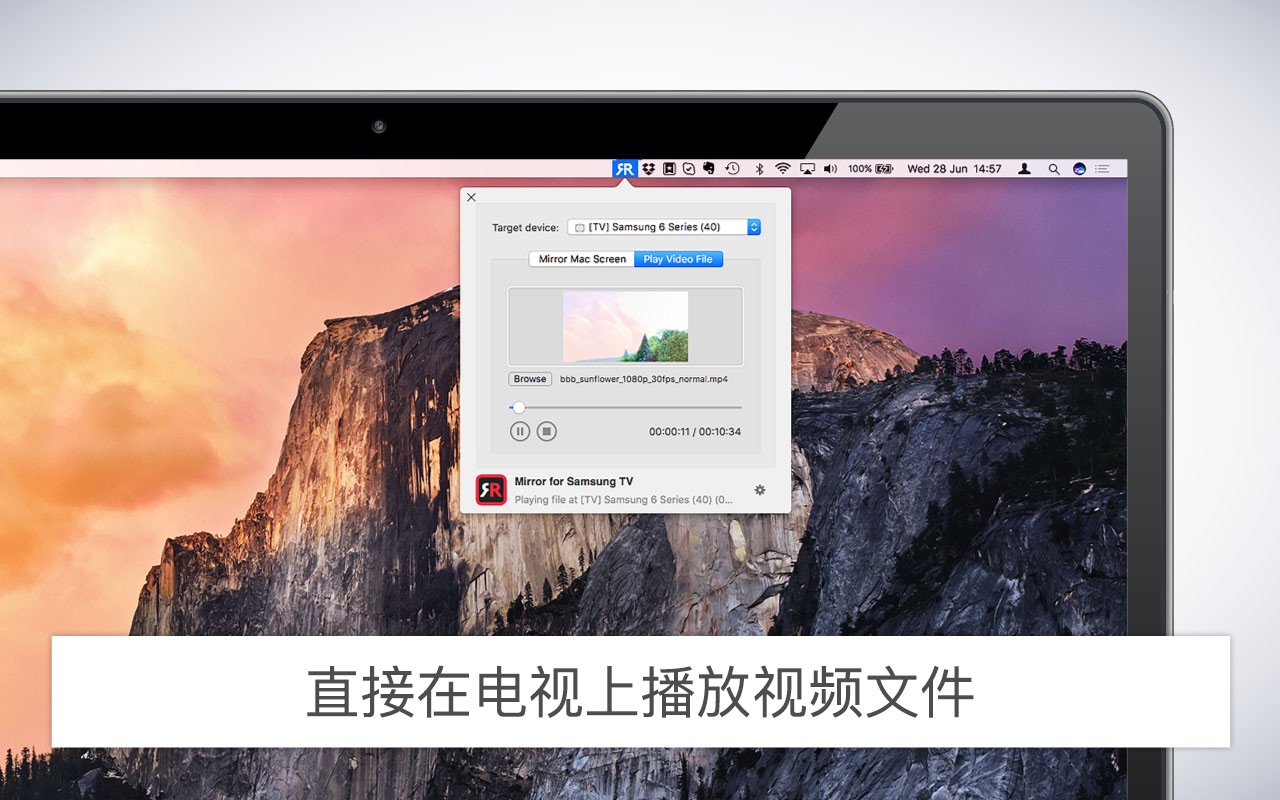 ЯR 100% Wed 28 Jun 14:57
Target device: [TV] Samsung 6 Series (40)
Mirror Mac Screen Play Video File
Browse bbb_sunflower_1080p_30fps_normal.mp4
00:00:11 / 00:10:34
ЯR Mirror for Samsung TV
Playing file at [TV] Samsung 6 Series (40) (0...
直接在电视上播放视频文件